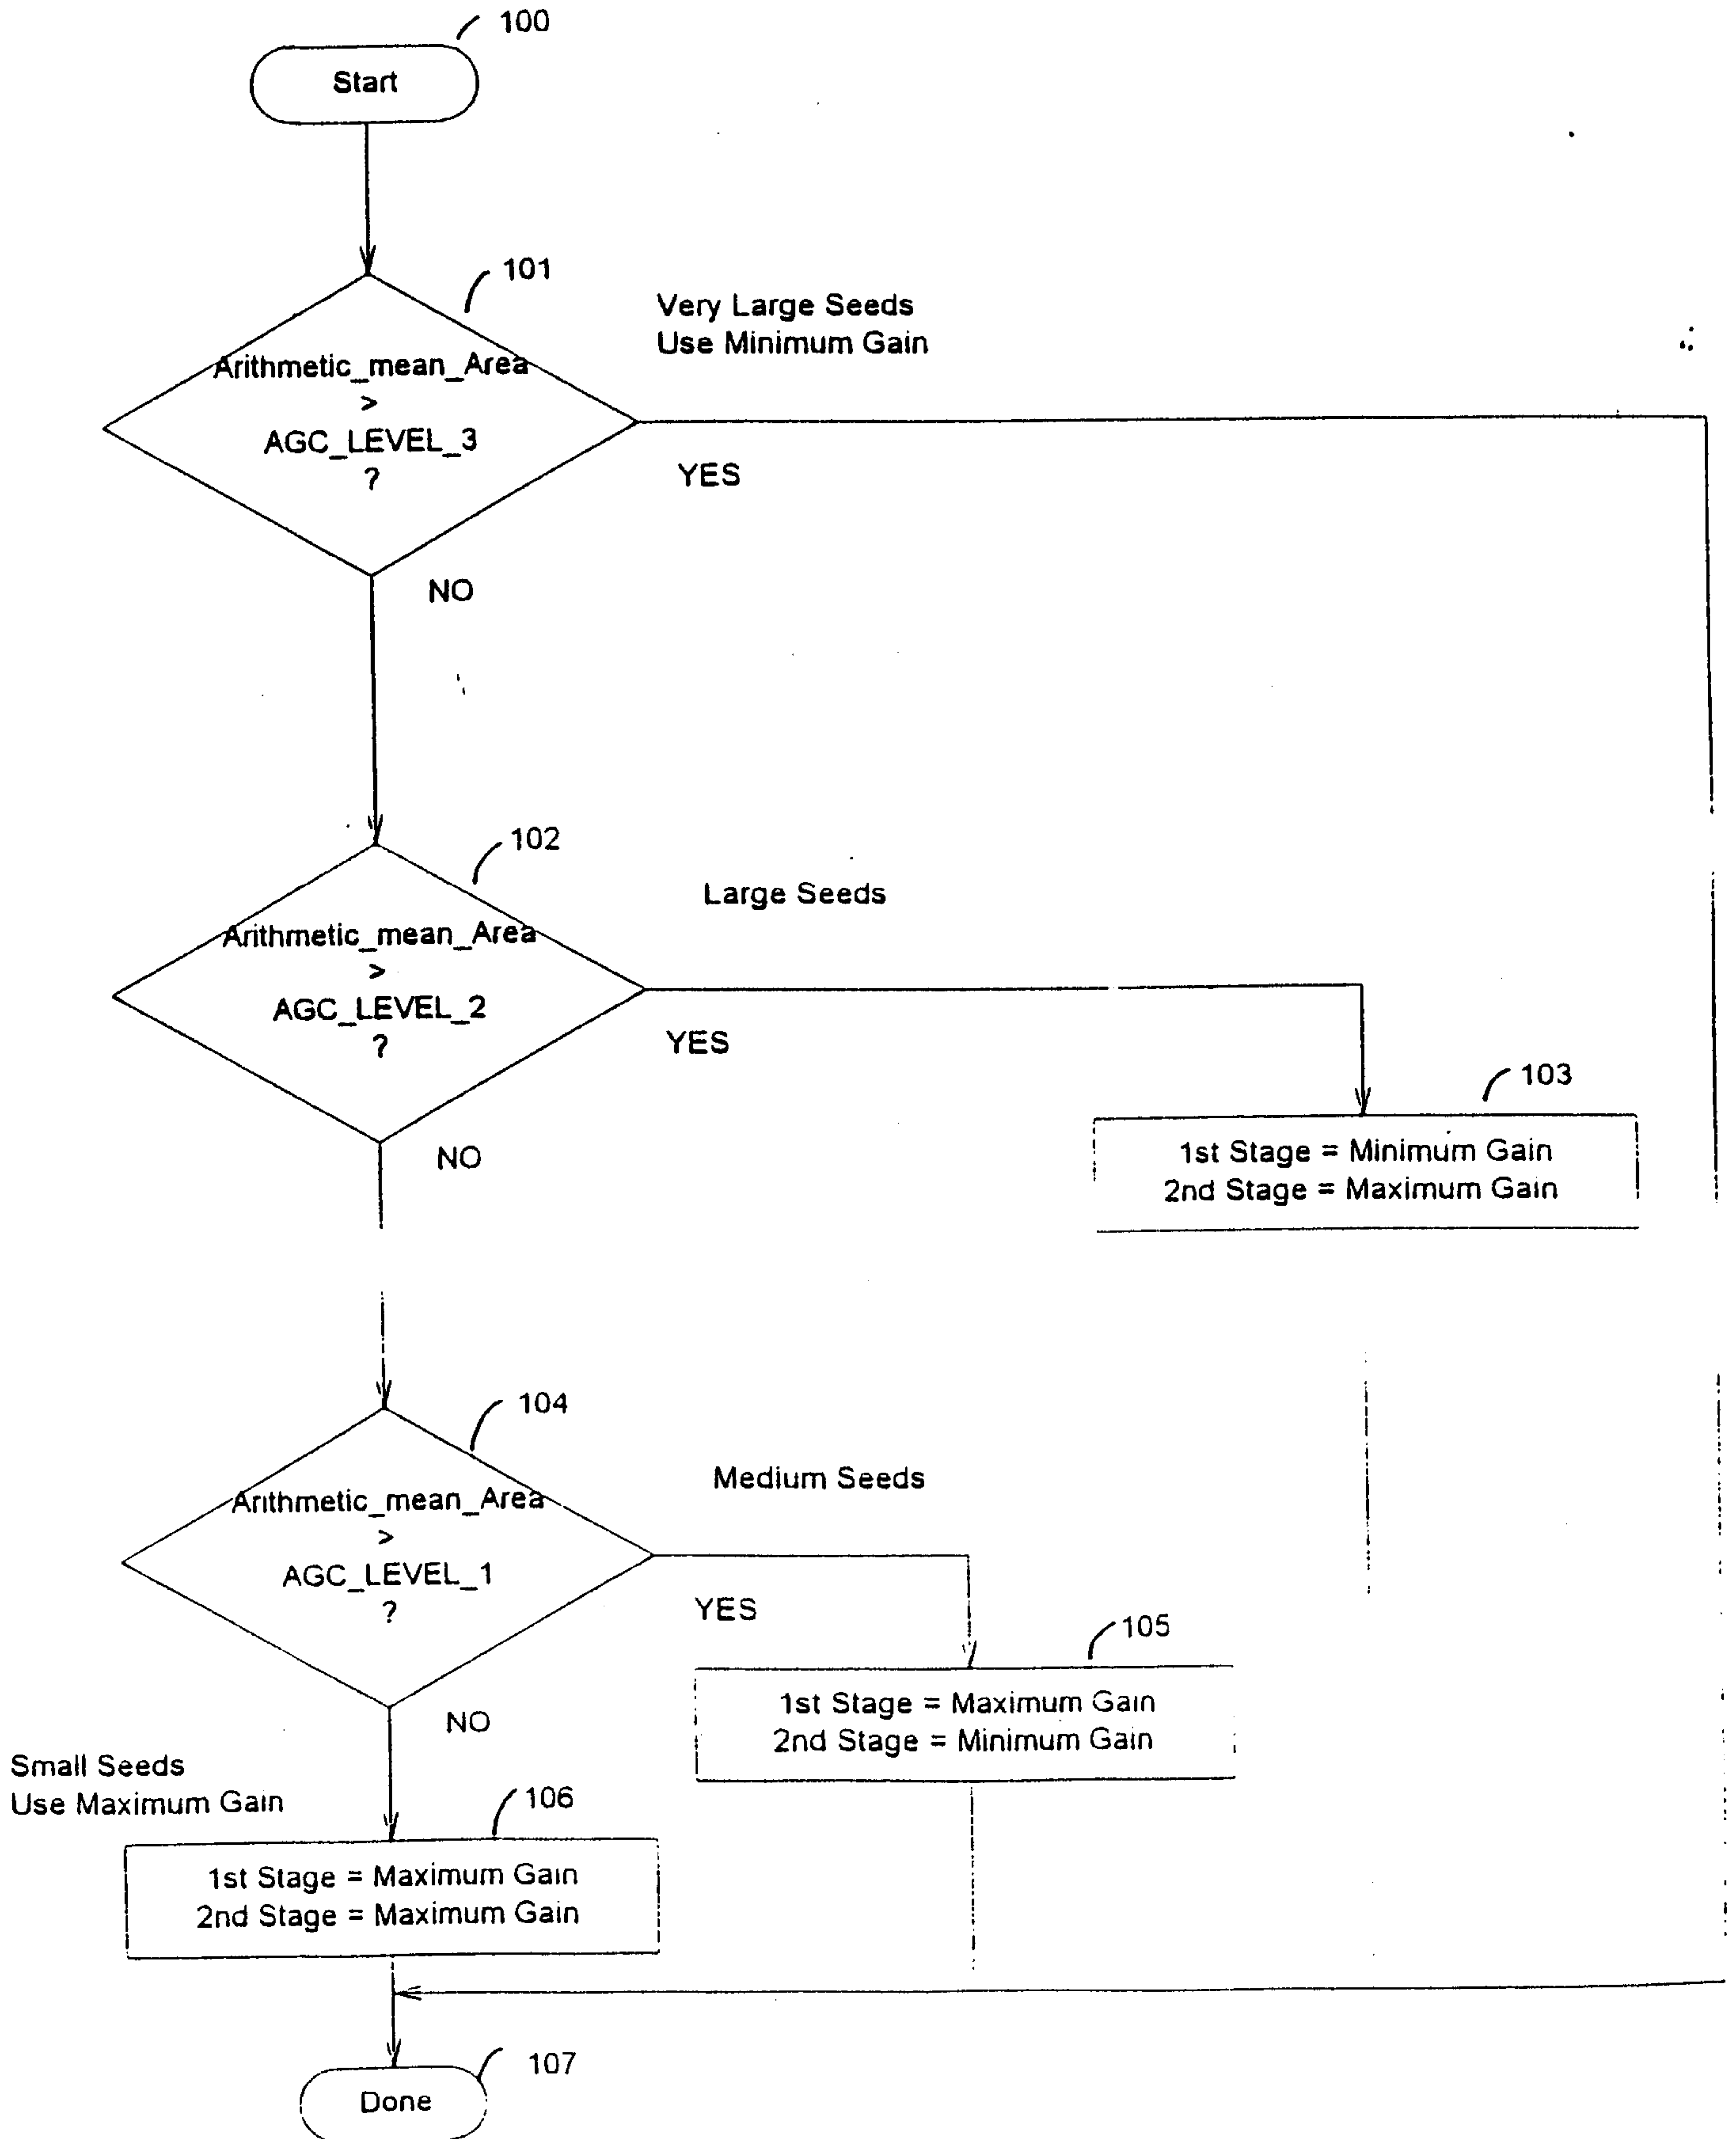 100
Start
101
Very Large Seeds
Use Minimum Gain
Arithmetic_mean_Area
>
AGC_LEVEL_3
?
YES
NO
102
Large Seeds
Arithmetic_mean_Area
>
AGC_LEVEL_2
?
YES
NO
103
1st Stage = Minimum Gain
2nd Stage = Maximum Gain
104
Medium Seeds
Arithmetic_mean_Area
>
AGC_LEVEL_1
?
YES
NO
105
1st Stage = Maximum Gain
2nd Stage = Minimum Gain
Small Seeds
Use Maximum Gain
106
1st Stage = Maximum Gain
2nd Stage = Maximum Gain
107
Done